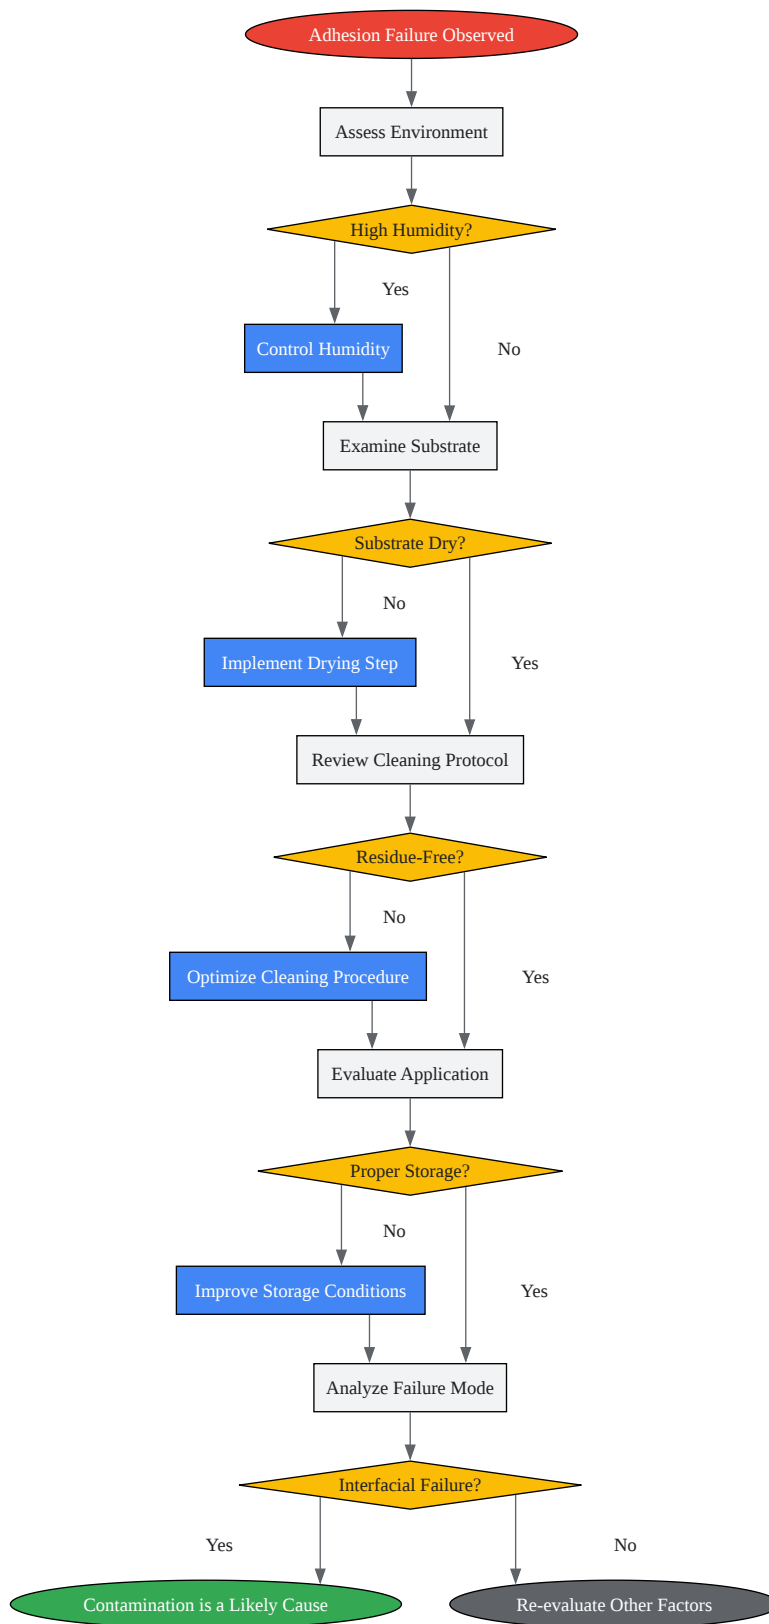 Adhesion Failure Observed
Assess Environment
High Humidity?
Yes
Control Humidity
No
Examine Substrate
Substrate Dry?
No
Implement Drying Step
Yes
Review Cleaning Protocol
Residue-Free?
No
Optimize Cleaning Procedure
Yes
Evaluate Application
Proper Storage?
No
Improve Storage Conditions
Yes
Analyze Failure Mode
Interfacial Failure?
Yes
No
Contamination is a Likely Cause
Re-evaluate Other Factors